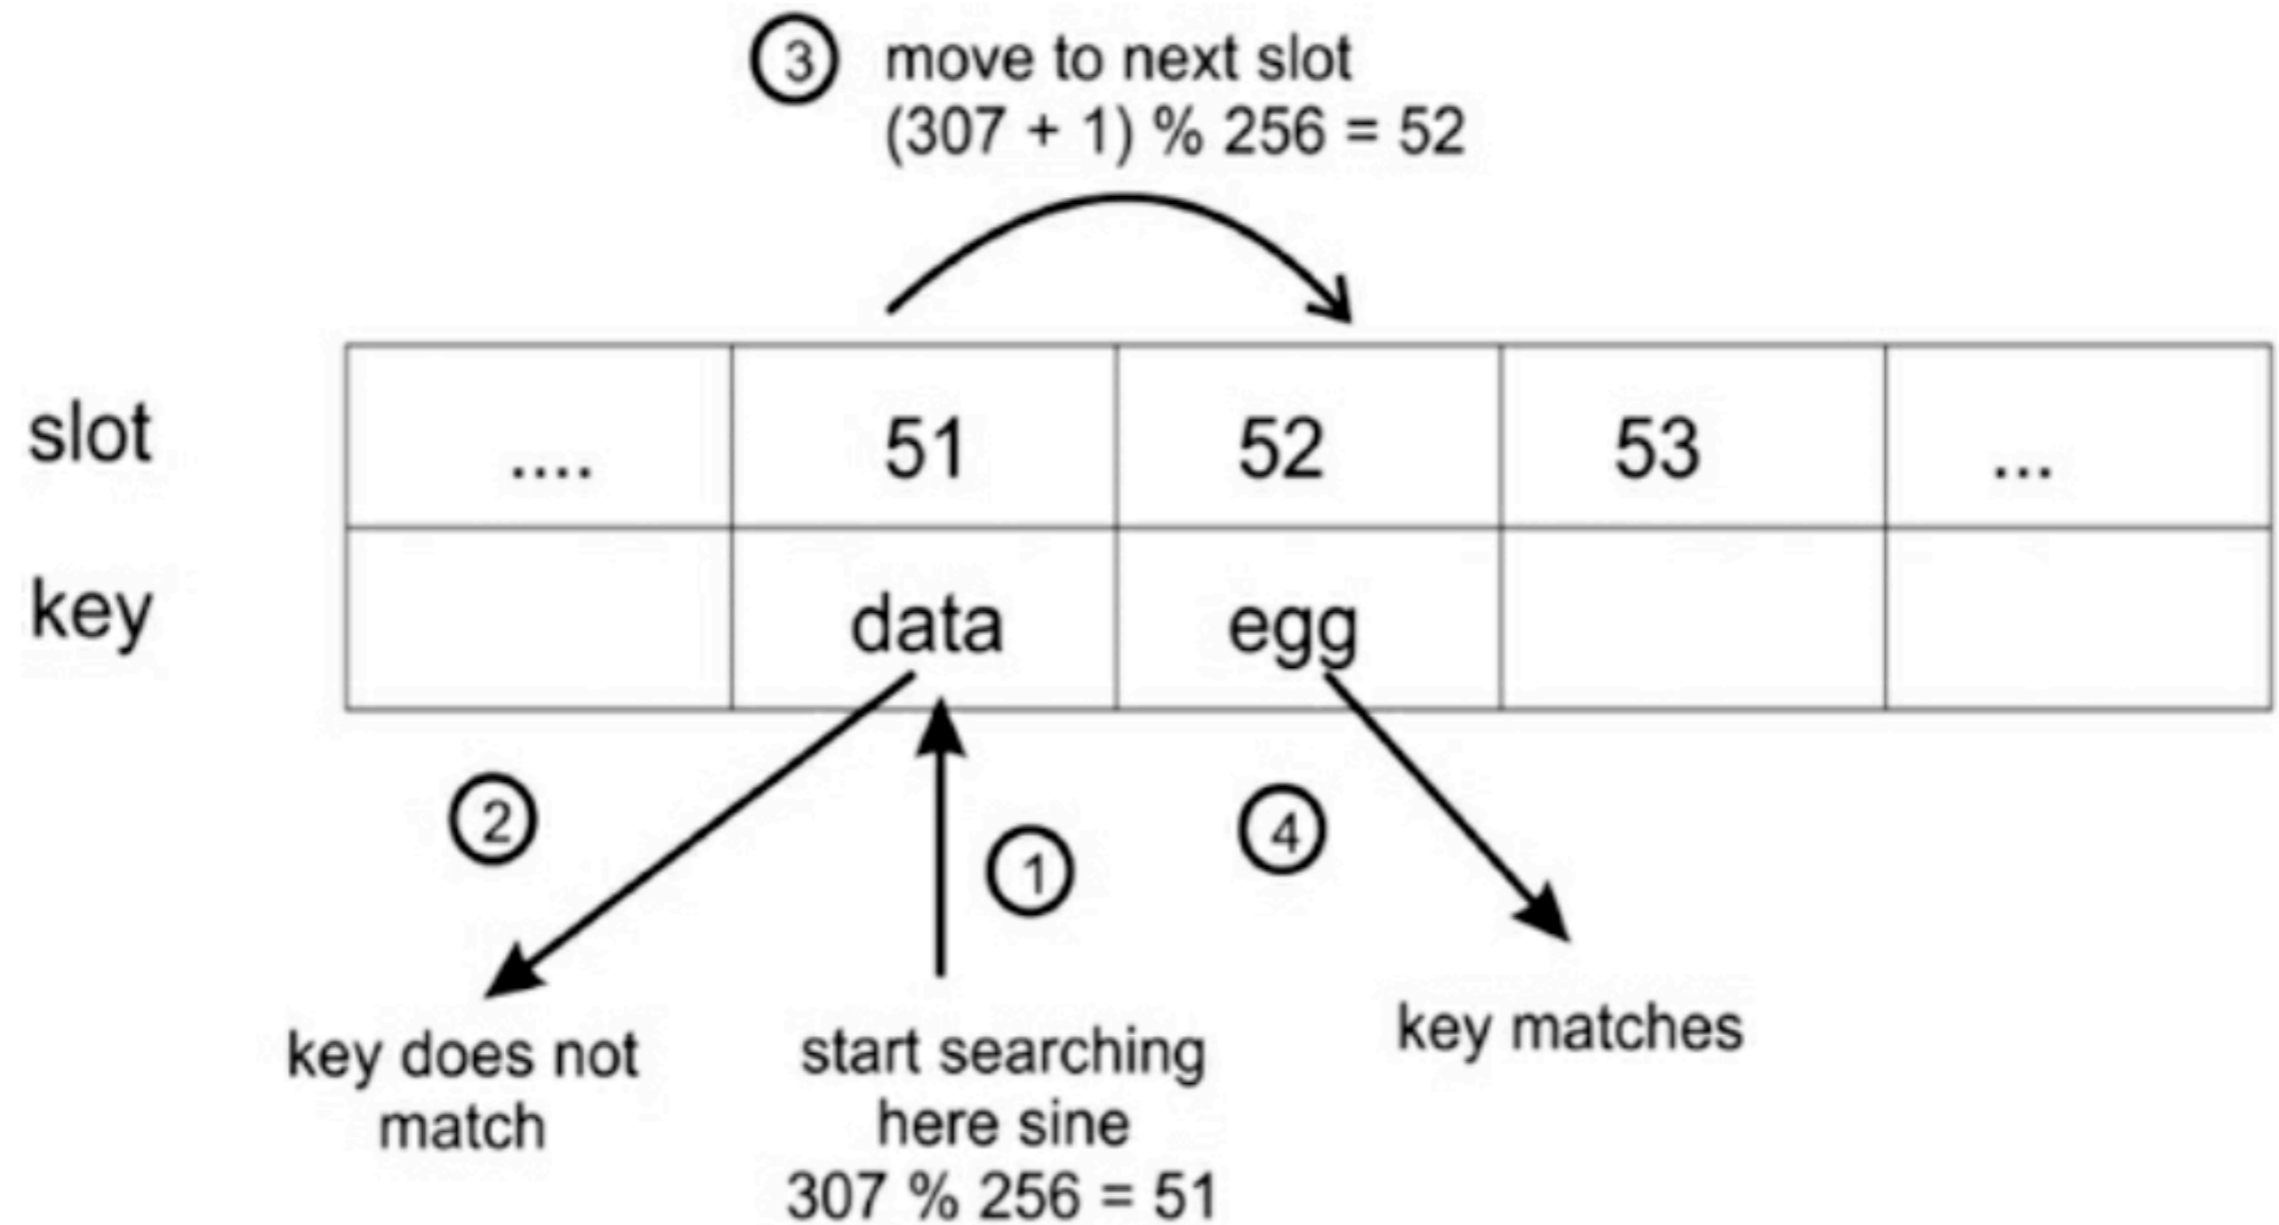 3 move to next slot
(307 + 1) % 256 = 52
slot .... 51 52 53 ...
key data egg
2 1 4
key does not
match
start searching
here sine
307 % 256 = 51
key matches